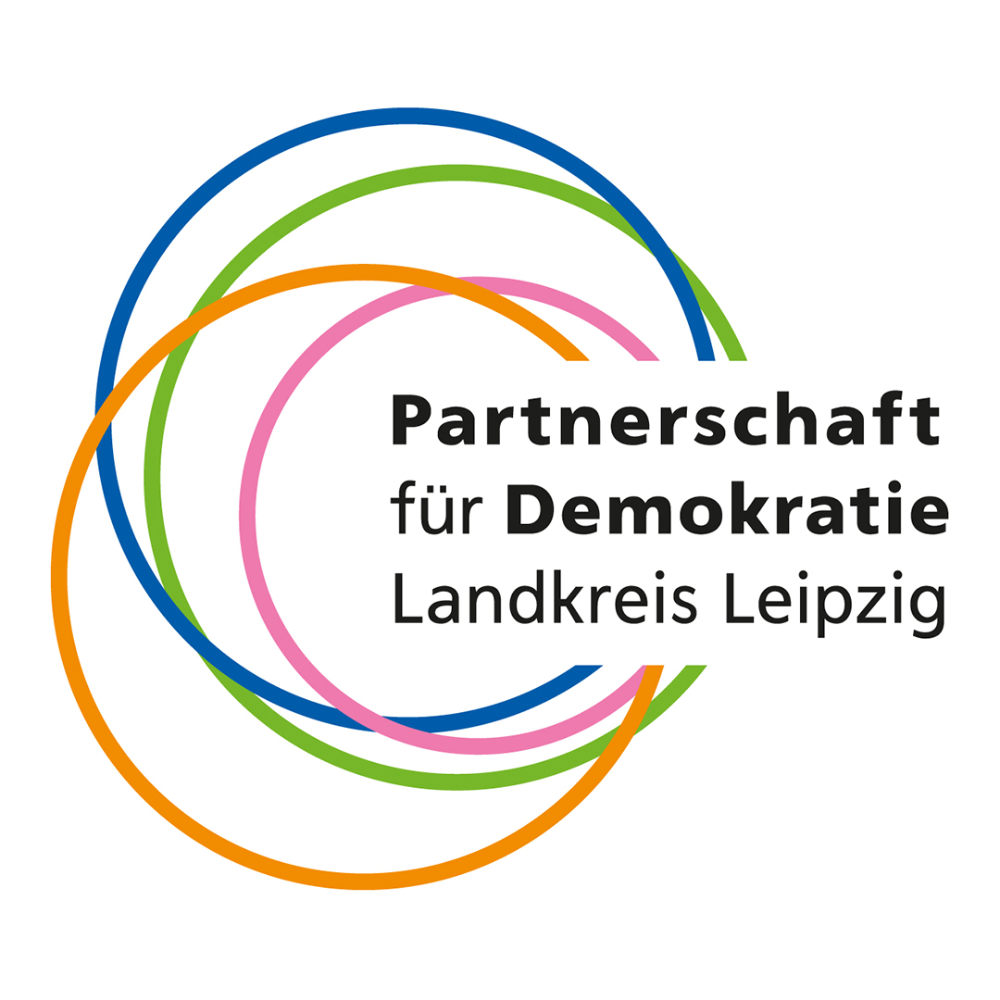 Partnerschaft
für Demokratie
Landkreis Leipzig